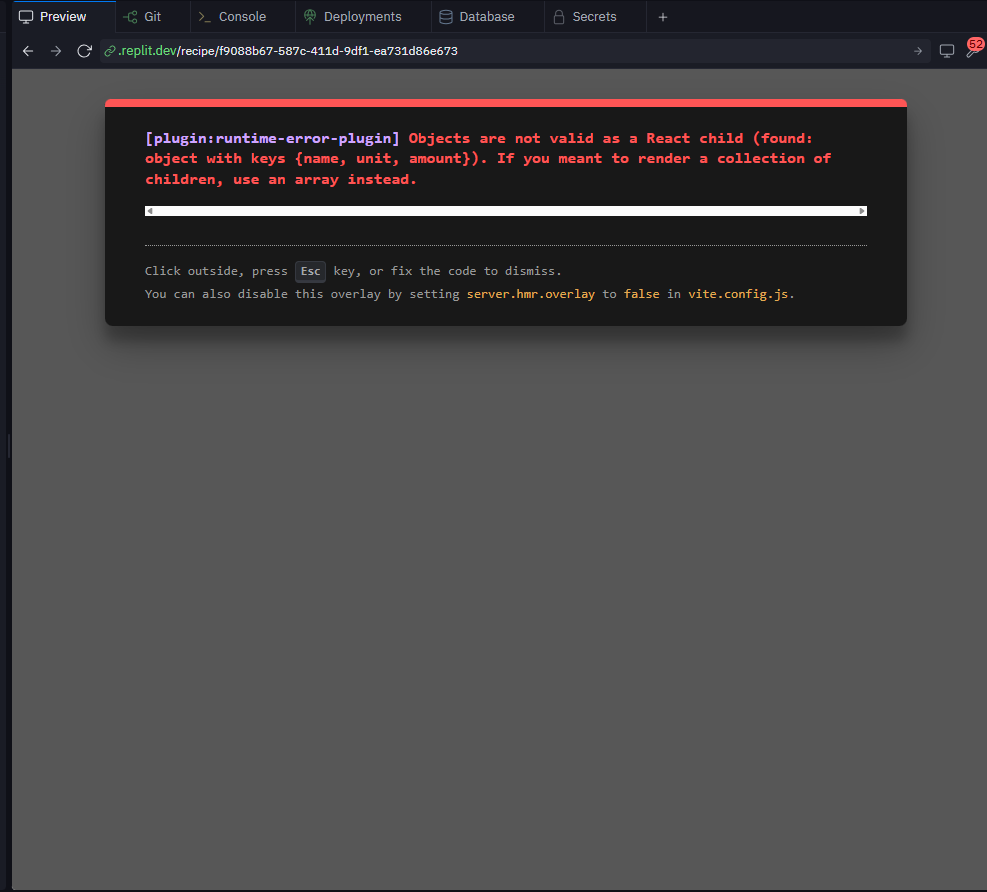 Preview Git Console Deployments Database Secrets +
.replit.dev/recipe/f9088b67-587c-411d-9df1-ea731d86e673 52
[plugin:runtime-error-plugin] Objects are not valid as a React child (found:
object with keys {name, unit, amount}). If you meant to render a collection of
children, use an array instead.
Click outside, press Esc key, or fix the code to dismiss.
You can also disable this overlay by setting server.hmr.overlay to false in vite.config.js.